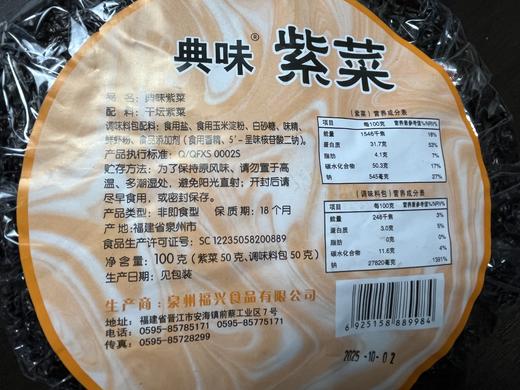 典味® 紫菜
品 名：典味紫菜
配 料：干坛紫菜
调味料包配料：食用盐、食用玉米淀粉、白砂糖、味精、
鲜虾粉、食品添加剂（食用香精、5'－呈味核苷酸二钠）。
产品执行标准：Q/QFXS 0002S
贮存方法：为了保持原风味、请勿置于高
温、多潮湿处，避免阳光直射；开封后请
尽早食用，或密封保存。
产品类型：非即食型 保 质 期：18 个月
产 地：福建省泉州市
食品生产许可证号：SC 12235058200889
净含量：100克（紫菜 50 克、调味料包 50 克）
生产日期：见包装
生产商：泉州福兴食品有限公司
地址：福建省晋江市安海镇前蔡工业区 7 号
电话：0595-85785171 0595-85775171
传真：0595-85728299
（紫菜）营养成分表
项目 每100克 营养素参考值%(NRV%)
能量 1546千焦 18%
蛋白质 31.7克 53%
脂肪 4.1克 7%
碳水化合物 50.3克 17%
钠 545毫克 27%
（调味料包）营养成分表
项目 每100克 营养素参考值%(NRV%)
能量 248千焦 3%
蛋白质 3.0克 5%
脂肪 0克 0%
碳水化合物 11.6克 4%
钠 27820毫克 1391%
6 925158 889984
2025-10-02